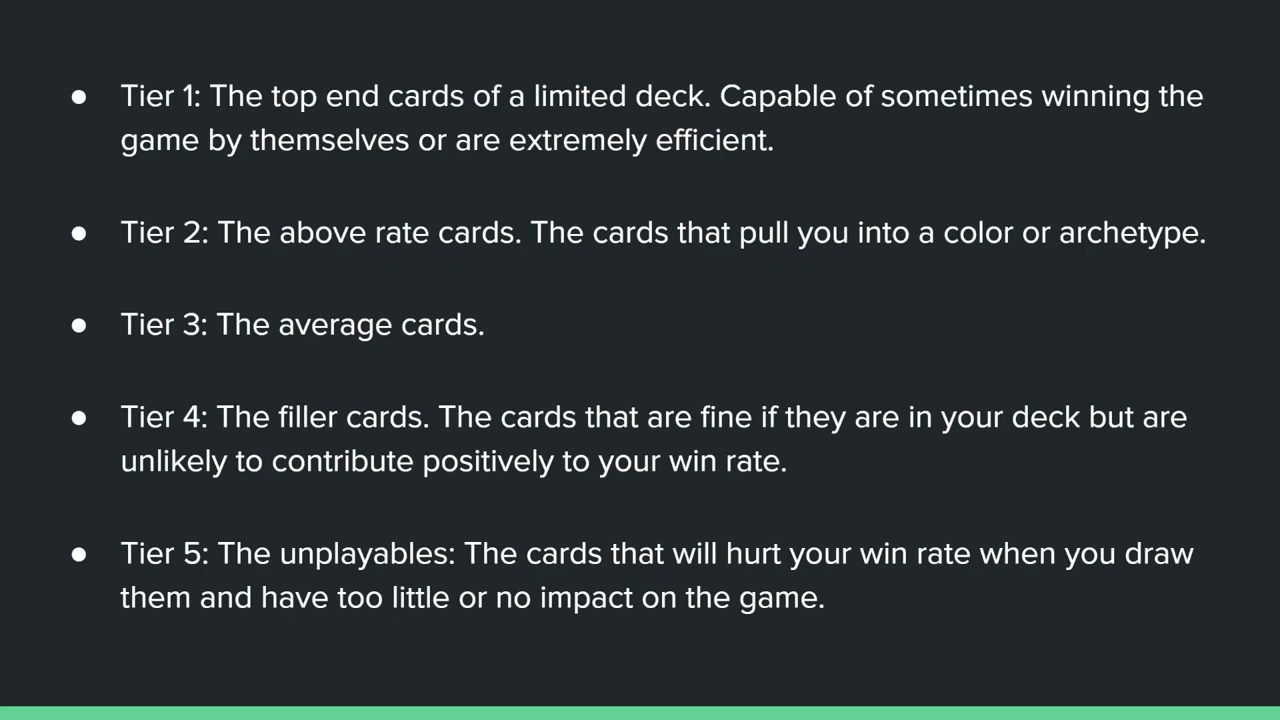 ● Tier 1: The top end cards of a limited deck. Capable of sometimes winning the
game by themselves or are extremely efficient.
● Tier 2: The above rate cards. The cards that pull you into a color or archetype.
● Tier 3: The average cards.
● Tier 4: The filler cards. The cards that are fine if they are in your deck but are
unlikely to contribute positively to your win rate.
● Tier 5: The unplayables: The cards that will hurt your win rate when you draw
them and have too little or no impact on the game.